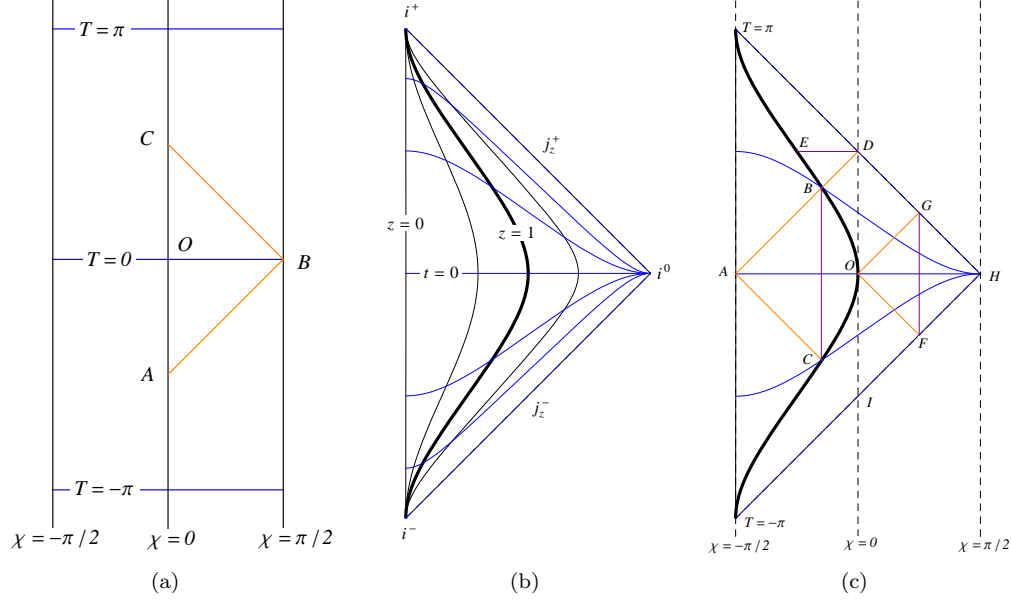 T = π
C
T = 0
O
B
A
T = −π
χ = −π / 2
χ = 0
χ = π / 2
(a)
i⁺
j_z⁺
z = 0
z = 1
t = 0
i⁰
j_z⁻
i⁻
(b)
T = π
E
D
B
G
A
O
H
C
F
I
T = −π
χ = −π / 2
χ = 0
χ = π / 2
(c)